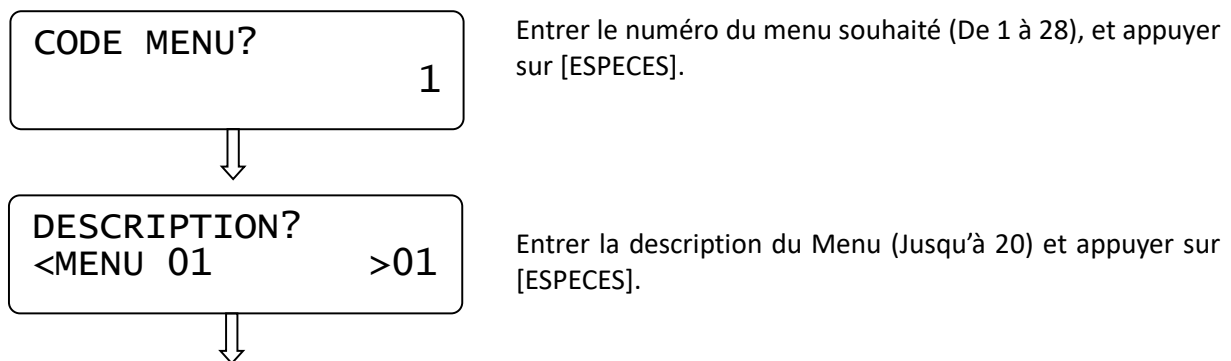 CODE MENU?
1
Entrer le numéro du menu souhaité (De 1 à 28), et appuyer
sur [ESPECES].
DESCRIPTION?
<MENU 01 >01
Entrer la description du Menu (Jusqu’à 20) et appuyer sur
[ESPECES].